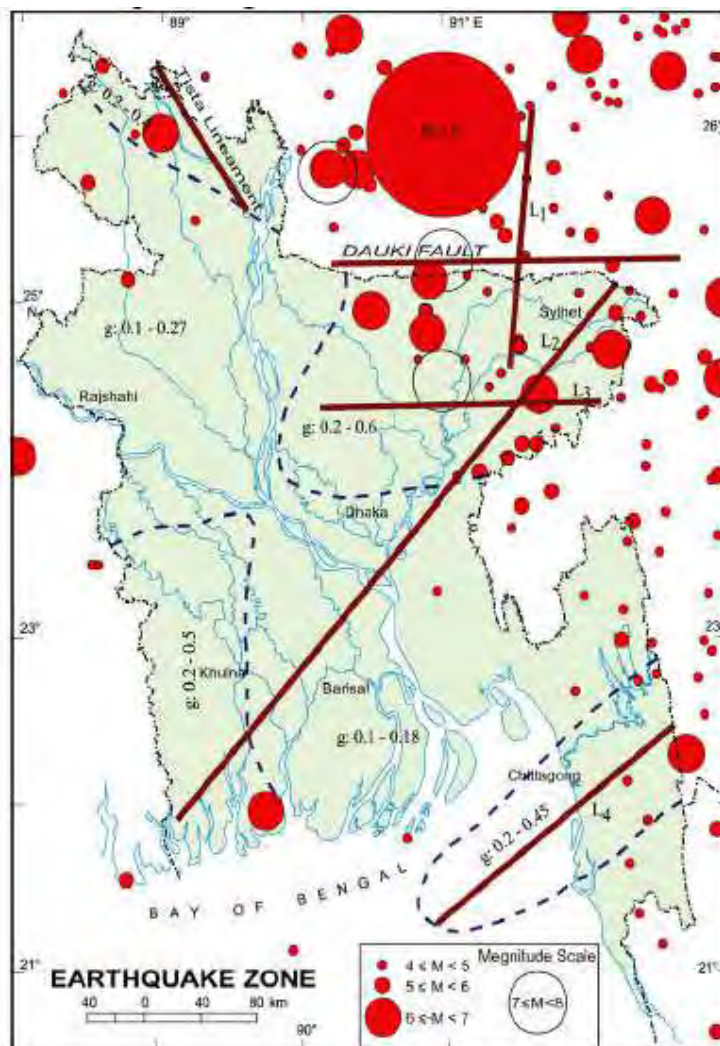 89°
91° E
26°
Tista Lineament
L1
DAUKI FAULT
25°
N
Sylhet
g: 0.1 - 0.27
L2
Rajshahi
L3
g: 0.2 - 0.6
Dhaka
23°
g: 0.2 - 0.5
Khulna
Barisal
g: 0.1 - 0.18
Chittagong
g: 0.2 - 0.45
L4
BAY OF BENGAL
21°
21°
EARTHQUAKE ZONE
40 0 40 80 km
90°
Megnitude Scale
4 ≤ M < 5
5 ≤ M < 6
6 ≤ M < 7
7 ≤ M < 8